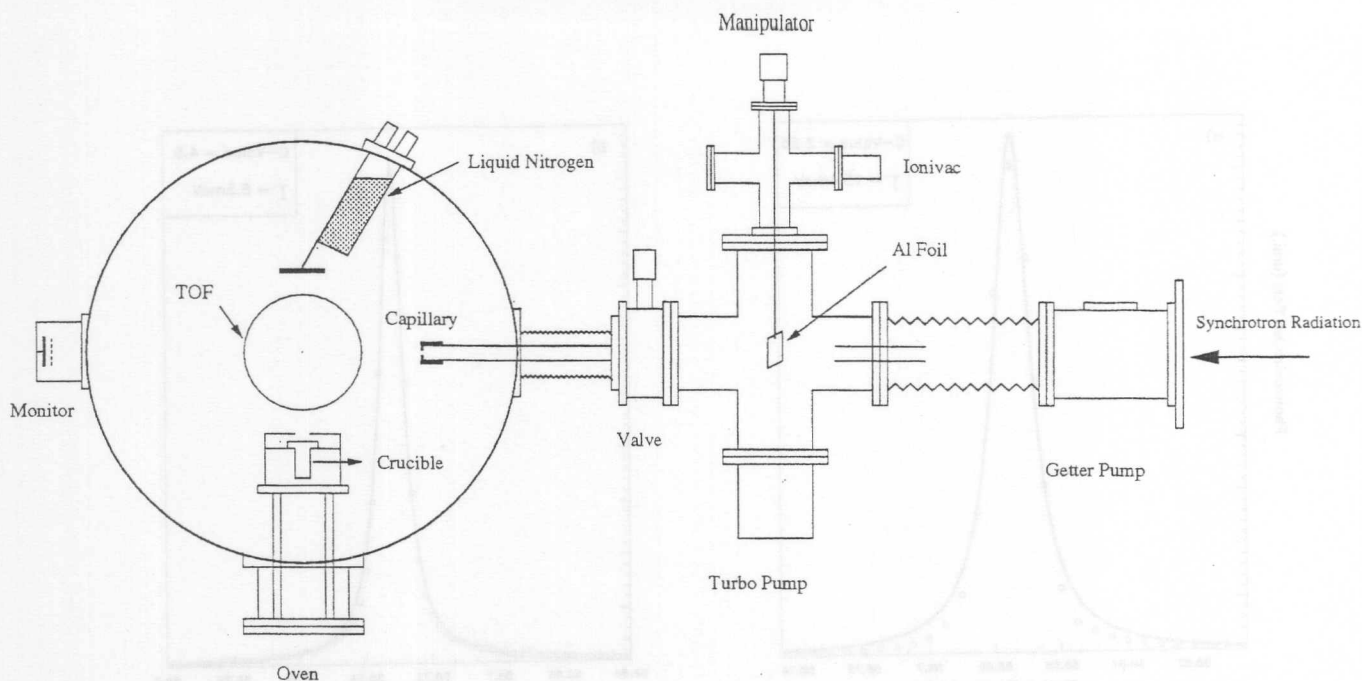 Manipulator
Liquid Nitrogen
Ionivac
Al Foil
TOF
Capillary
Synchrotron Radiation
Monitor
Valve
Crucible
Getter Pump
Turbo Pump
Oven